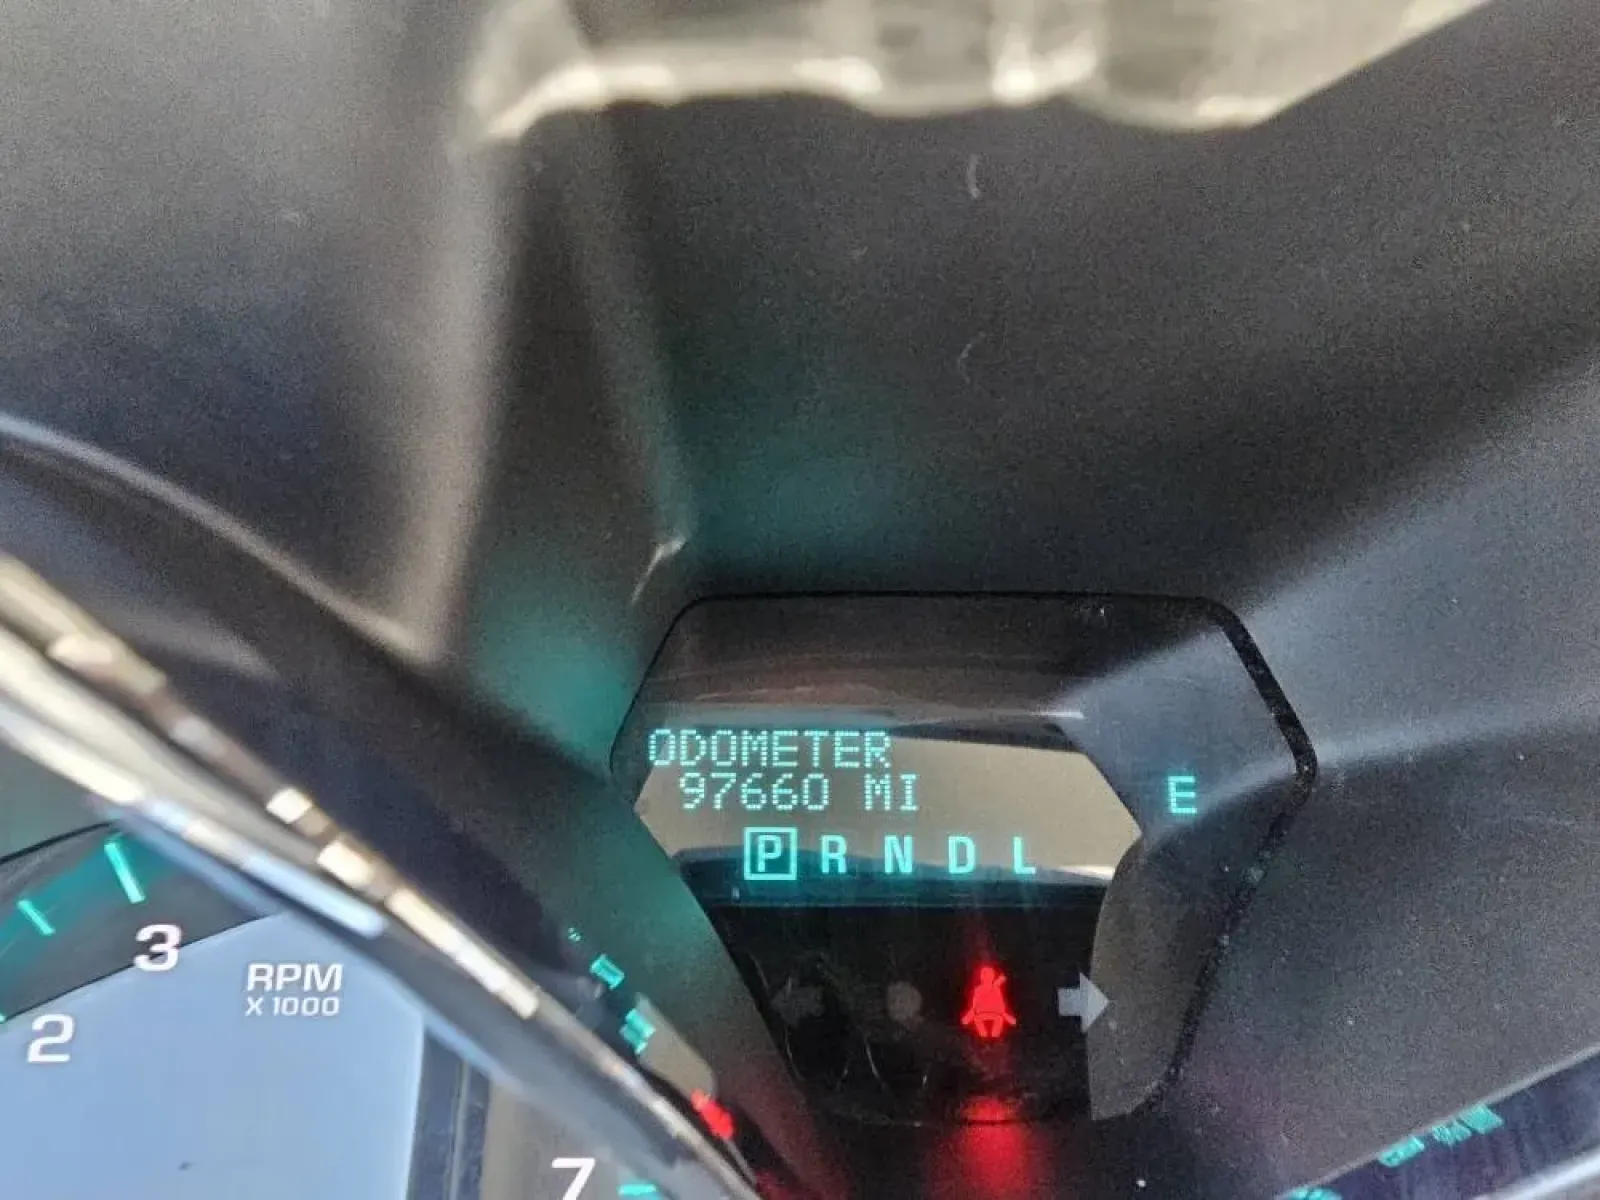 ODOMETER
97660 MI
E
P R N D L
3
RPM
X 1000
2
7